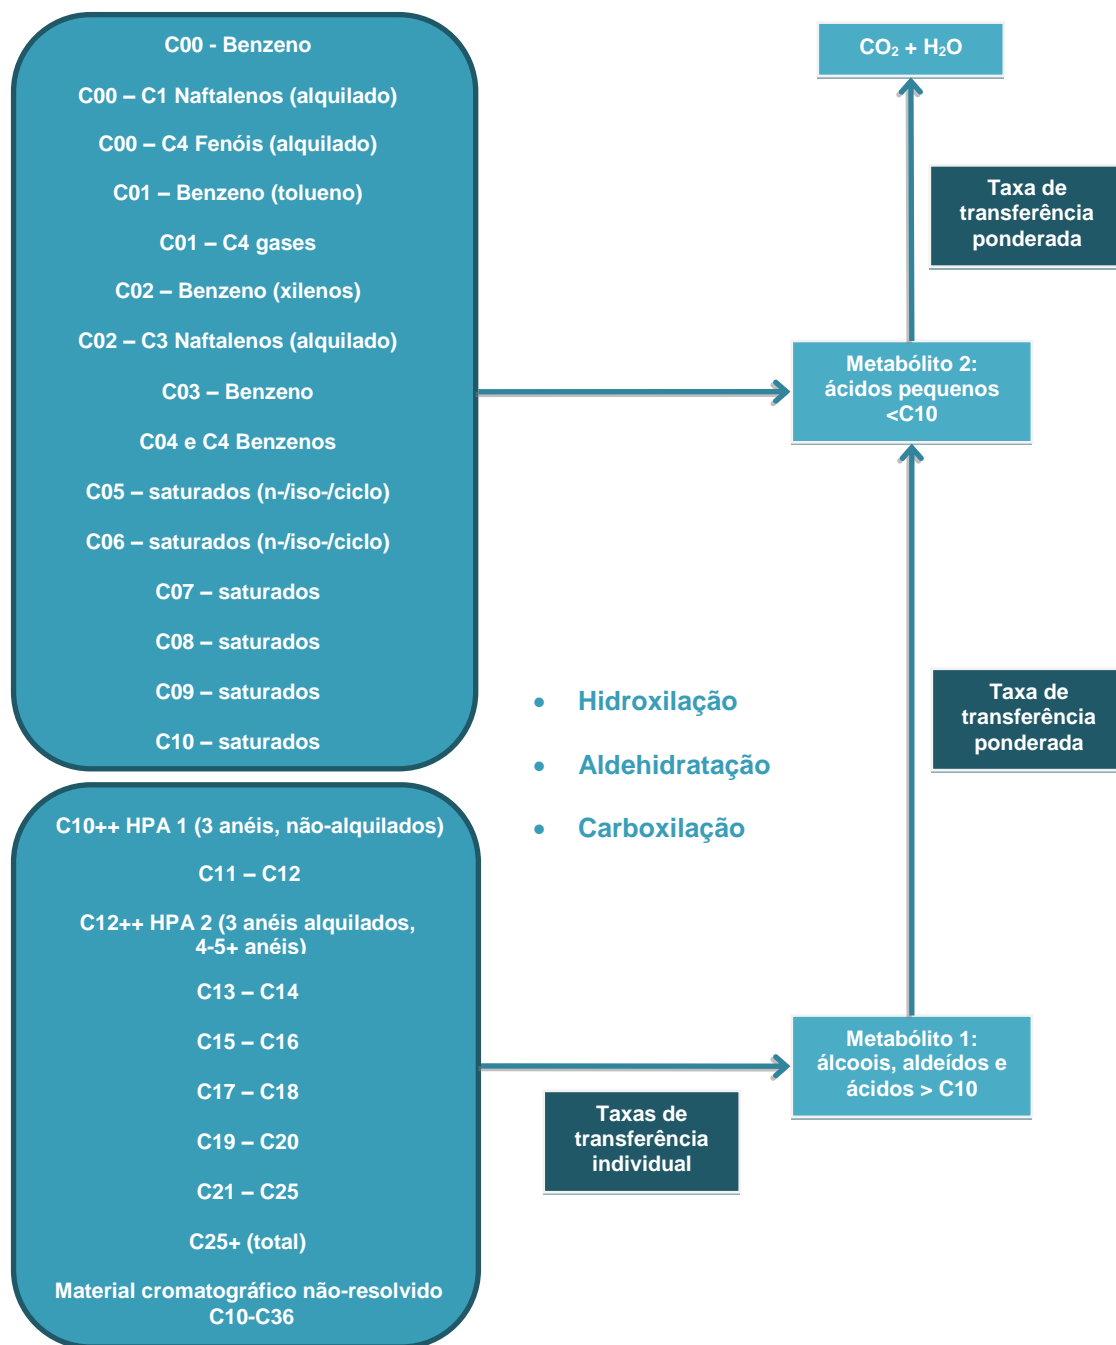 C00 - Benzeno
C00 – C1 Naftalenos (alquilado)
C00 – C4 Fenóis (alquilado)
C01 – Benzeno (tolueno)
C01 – C4 gases
C02 – Benzeno (xilenos)
C02 – C3 Naftalenos (alquilado)
C03 – Benzeno
C04 e C4 Benzenos
C05 – saturados (n-/iso-/ciclo)
C06 – saturados (n-/iso-/ciclo)
C07 – saturados
C08 – saturados
C09 – saturados
C10 – saturados
CO₂ + H₂O
Taxa de
transferência
ponderada
Metabólito 2:
ácidos pequenos
<C10
Taxa de
transferência
ponderada
• Hidroxilação
• Aldehidratação
• Carboxilação
C10++ HPA 1 (3 anéis, não-alquilados)
C11 – C12
C12++ HPA 2 (3 anéis alquilados,
4-5+ anéis)
C13 – C14
C15 – C16
C17 – C18
C19 – C20
C21 – C25
C25+ (total)
Material cromatográfico não-resolvido
C10-C36
Taxas de
transferência
individual
Metabólito 1:
álcoois, aldeídos e
ácidos > C10